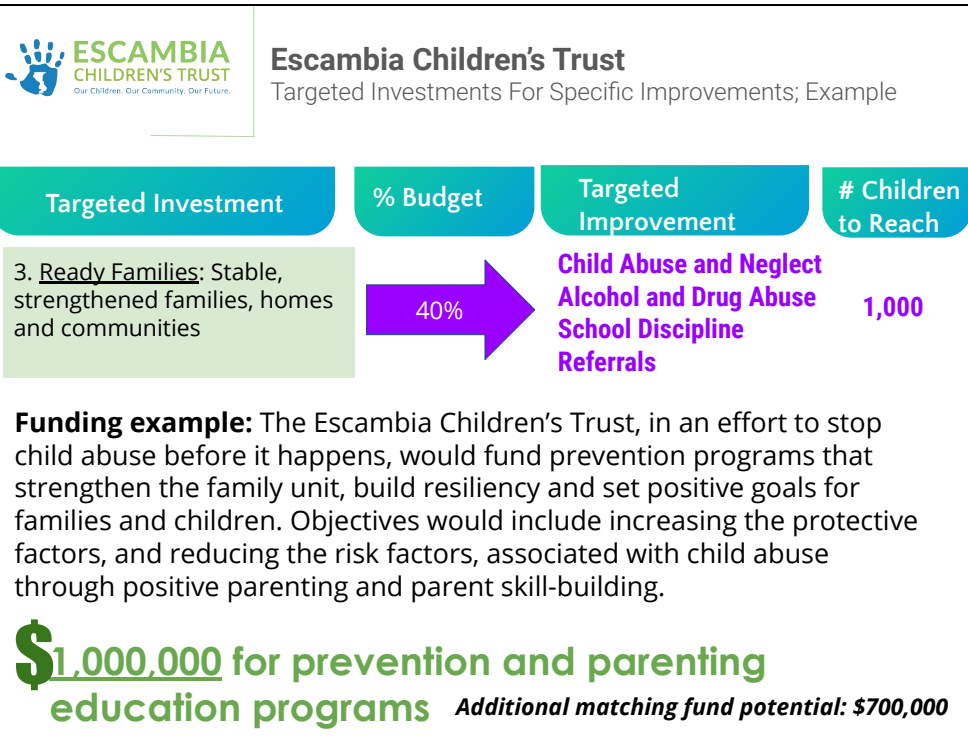 ESCAMBIA
CHILDREN'S TRUST
Our Children. Our Community. Our Future.
Escambia Children's Trust
Targeted Investments For Specific Improvements; Example
Targeted Investment
% Budget
Targeted
Improvement
# Children
to Reach
3. Ready Families: Stable,
strengthened families, homes
and communities
40%
Child Abuse and Neglect
Alcohol and Drug Abuse
School Discipline
Referrals
1,000
Funding example: The Escambia Children's Trust, in an effort to stop
child abuse before it happens, would fund prevention programs that
strengthen the family unit, build resiliency and set positive goals for
families and children. Objectives would include increasing the protective
factors, and reducing the risk factors, associated with child abuse
through positive parenting and parent skill-building.
$1,000,000 for prevention and parenting
education programs
Additional matching fund potential: $700,000